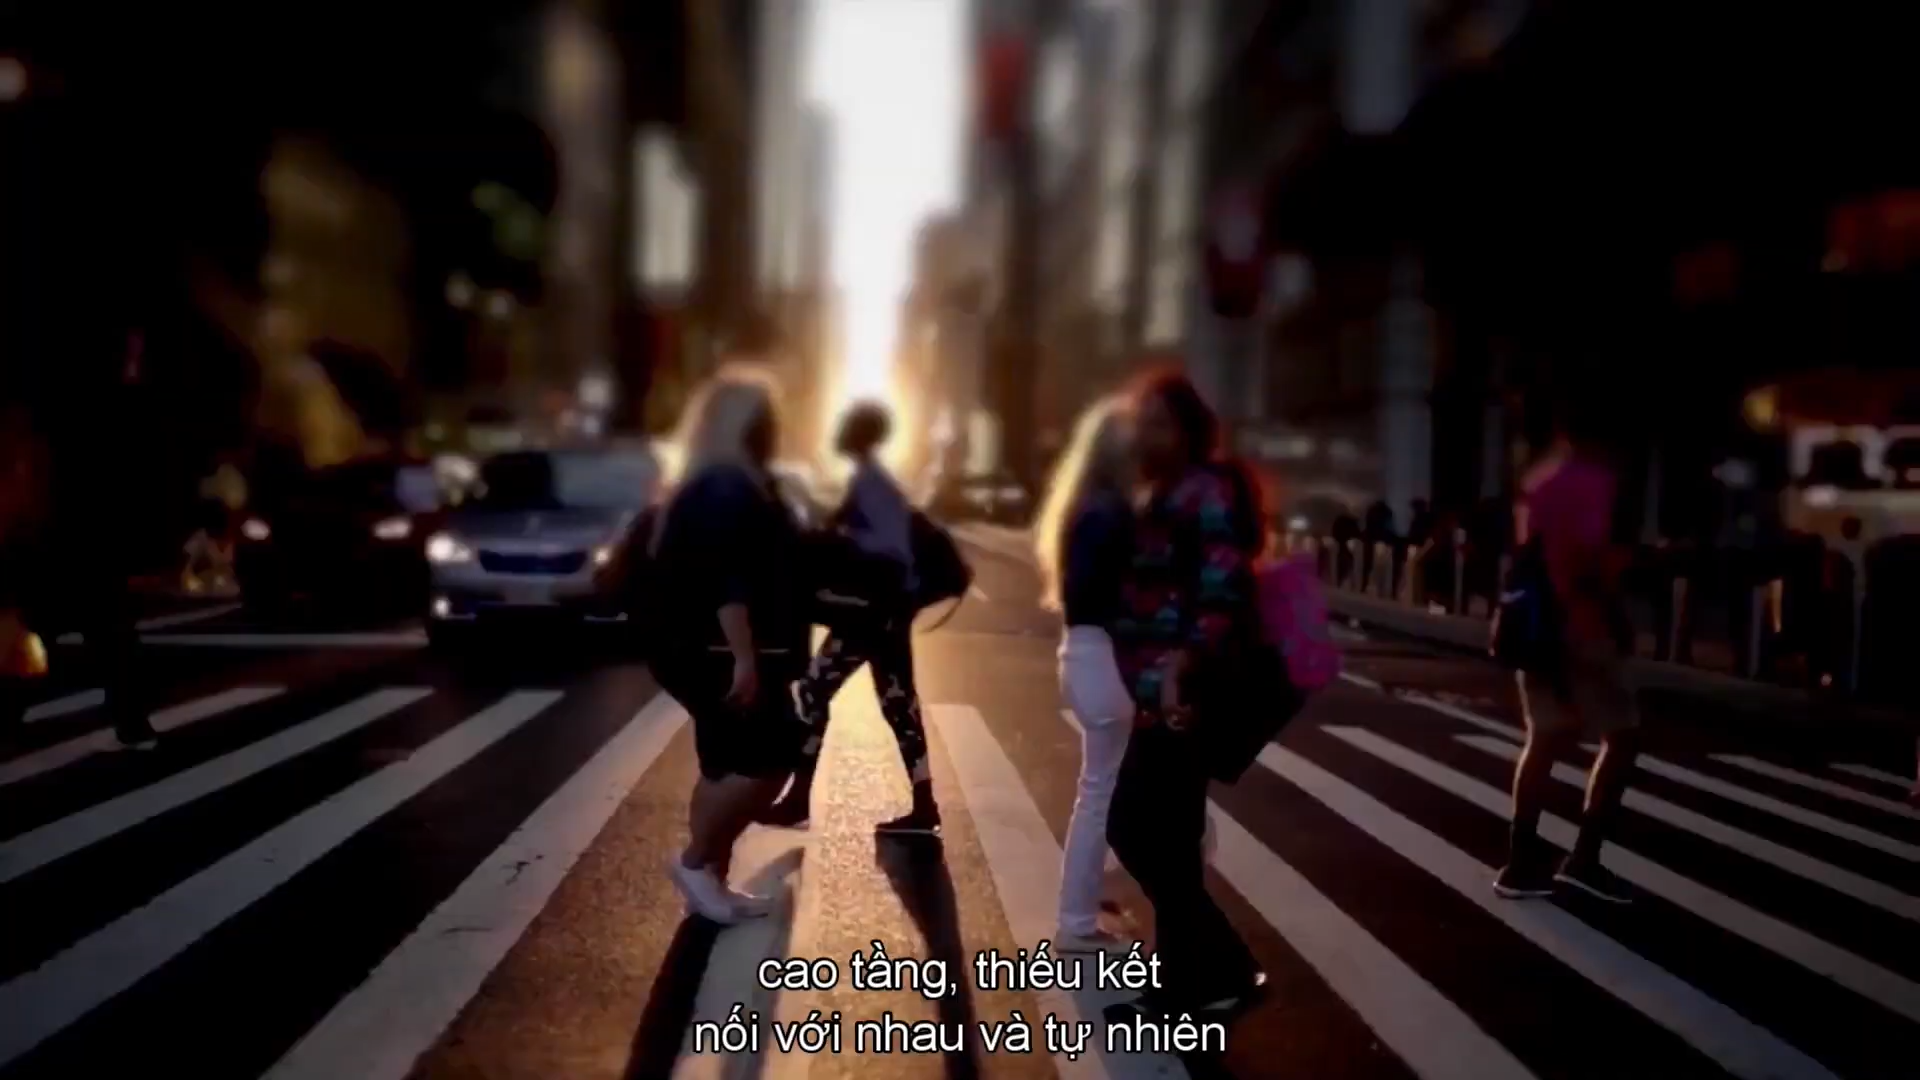 cao tầng, thiếu kết
nối với nhau và tự nhiên